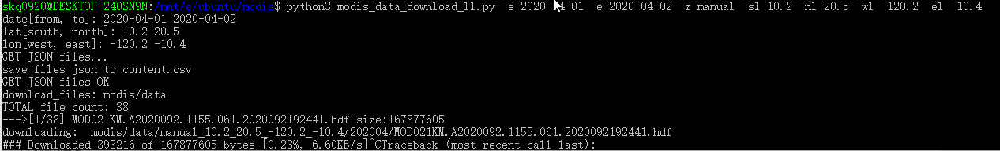 skq0920@DESKTOP-240SN9N:/mnt/e/ubuntu/modis$ python3 modis_data_download_l1.py -s 2020-04-01 -e 2020-04-02 -z manual -sl 10.2 -nl 20.5 -wl -120.2 -el -10.4
date[from, to]: 2020-04-01 2020-04-02
lat[south, north]: 10.2 20.5
lon[west, east]: -120.2 -10.4
GET JSON files...
save files json to content.csv
GET JSON files OK
download_files: modis/data
TOTAL file count: 38
--->[1/38] MOD021KM.A2020092.1155.061.2020092192441.hdf size:167877605
downloading:  modis/data/manual_10.2_20.5_-120.2_-10.4/202004/MOD021KM.A2020092.1155.061.2020092192441.hdf
### Downloaded 393216 of 167877605 bytes [0.23%, 6.60KB/s]^CTraceback (most recent call last):